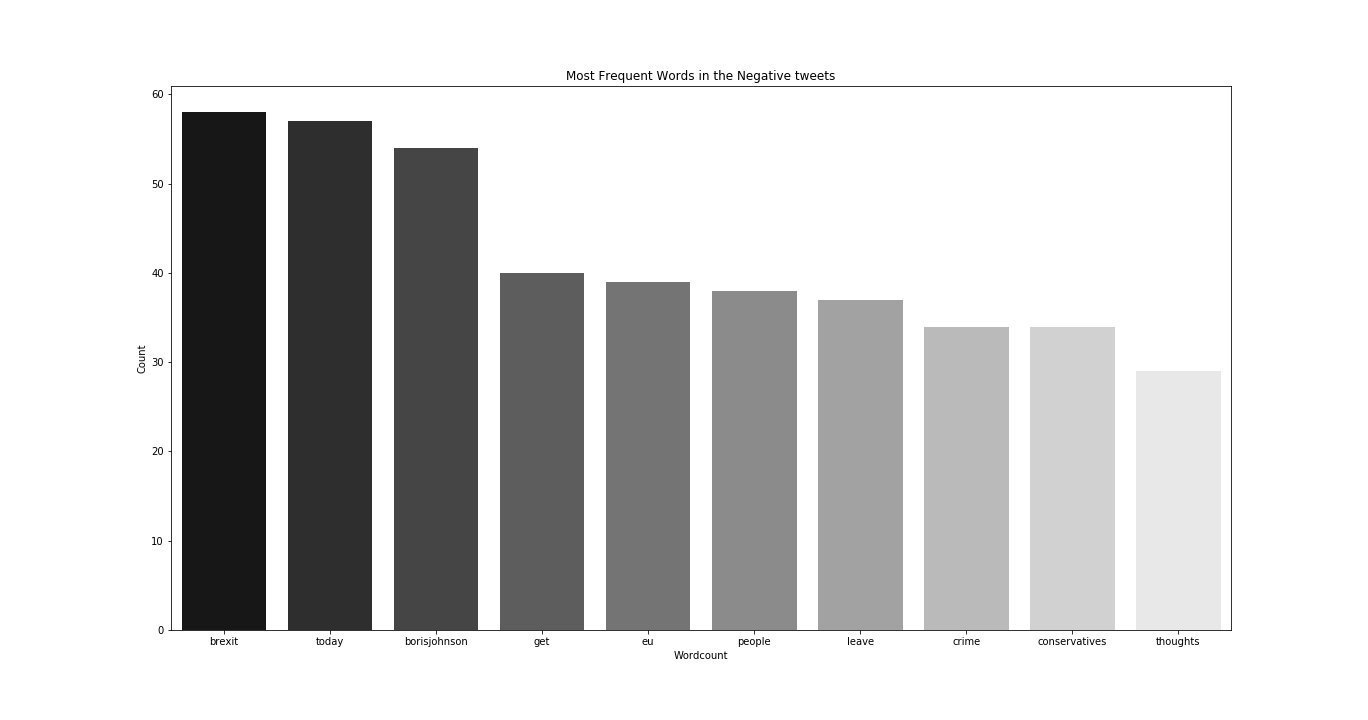 Most Frequent Words in the Negative tweets
60
50
40
30
20
10
0
Count
brexit today borisjohnson get eu people leave crime conservatives thoughts
Wordcount